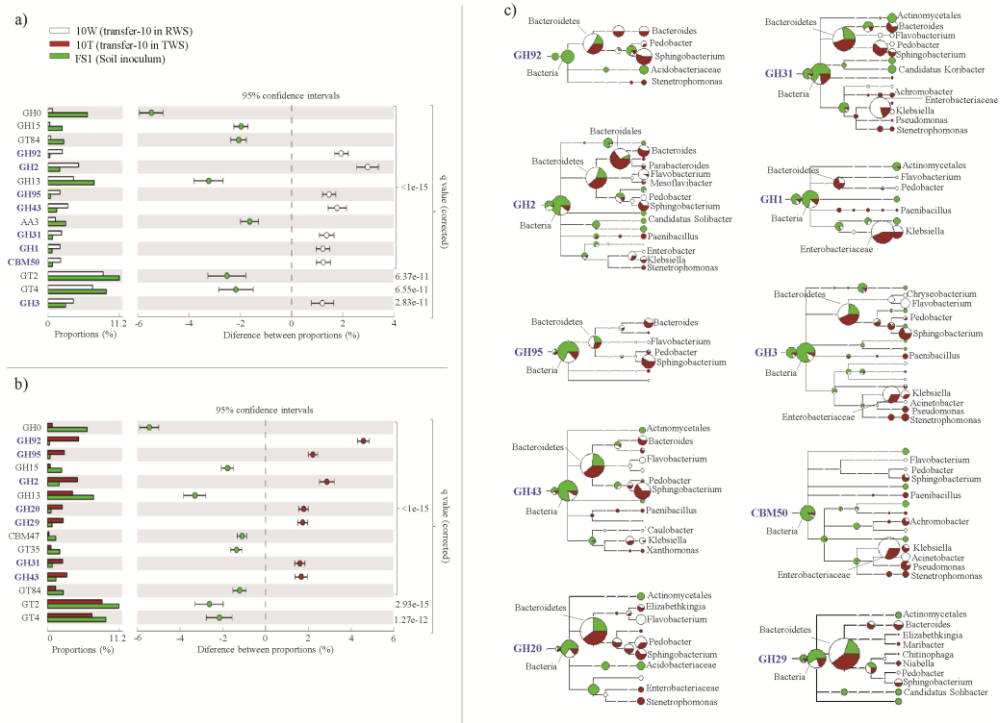 a)
10W (transfer-10 in RWS)
10T (transfer-10 in TWS)
FS1 (Soil inoculum)
95% confidence intervals
GH0
GH15
GT84
GH92
GH2
GH13
GH95
GH43
AA3
GH31
GH1
CBM50
GT2
GT4
GH3
<1e-15
6.37e-11
6.55e-11
2.83e-11
q value (corrected)
11.2
Proportions (%)
-6 -4 -2 0 2 4
Diference between proportions (%)
b)
95% confidence intervals
GH0
GH92
GH95
GH15
GH2
GH13
GH20
GH29
CBM47
GT35
GH31
GH43
GT84
GT2
GT4
<1e-15
2.93e-15
1.27e-12
q value (corrected)
11.2
Proportions (%)
-6 -4 -2 0 2 4 6
Diference between proportions (%)
c)
Bacteroidetes
GH92
Bacteria
Bacteroides
Pedobacter
Sphingobacterium
Acidobacteriaceae
Stenetrophomonas
Bacteroidales
Bacteroidetes
GH2
Bacteria
Bacteroides
Parabacteroides
Flavobacterium
Mesoflavibacter
Pedobacter
Sphingobacterium
Candidatus Solibacter
Paenibacillus
Enterobacter
Klebsiella
Stenetrophomonas
Bacteroidetes
GH95
Bacteria
Bacteroides
Flavobacterium
Pedobacter
Sphingobacterium
Bacteroidetes
GH43
Bacteria
Actinomycetales
Bacteroides
Flavobacterium
Pedobacter
Sphingobacterium
Paenibacillus
Caulobacter
Klebsiella
Xanthomonas
Bacteroidetes
GH20
Bacteria
Actinomycetales
Elizabethkingia
Flavobacterium
Pedobacter
Sphingobacterium
Acidobacteriaceae
Enterobacteriaceae
Stenetrophomonas
Bacteroidetes
GH31
Bacteria
Actinomycetales
Bacteroides
Flavobacterium
Pedobacter
Sphingobacterium
Candidatus Koribacter
Achromobacter
Enterobacteriaceae
Klebsiella
Pseudomonas
Stenetrophomonas
Bacteroidetes
GH1
Bacteria
Actinomycetales
Flavobacterium
Pedobacter
Paenibacillus
Klebsiella
Enterobacteriaceae
Bacteroidetes
GH3
Bacteria
Chryseobacterium
Flavobacterium
Pedobacter
Sphingobacterium
Paenibacillus
Klebsiella
Acinetobacter
Pseudomonas
Stenetrophomonas
Enterobacteriaceae
CBM50
Bacteria
Flavobacterium
Pedobacter
Sphingobacterium
Paenibacillus
Achromobacter
Klebsiella
Acinetobacter
Pseudomonas
Stenetrophomonas
Enterobacteriaceae
Bacteroidetes
GH29
Bacteria
Actinomycetales
Bacteroides
Elizabethkingia
Maribacter
Chitinophaga
Niabella
Pedobacter
Sphingobacterium
Candidatus Solibacter